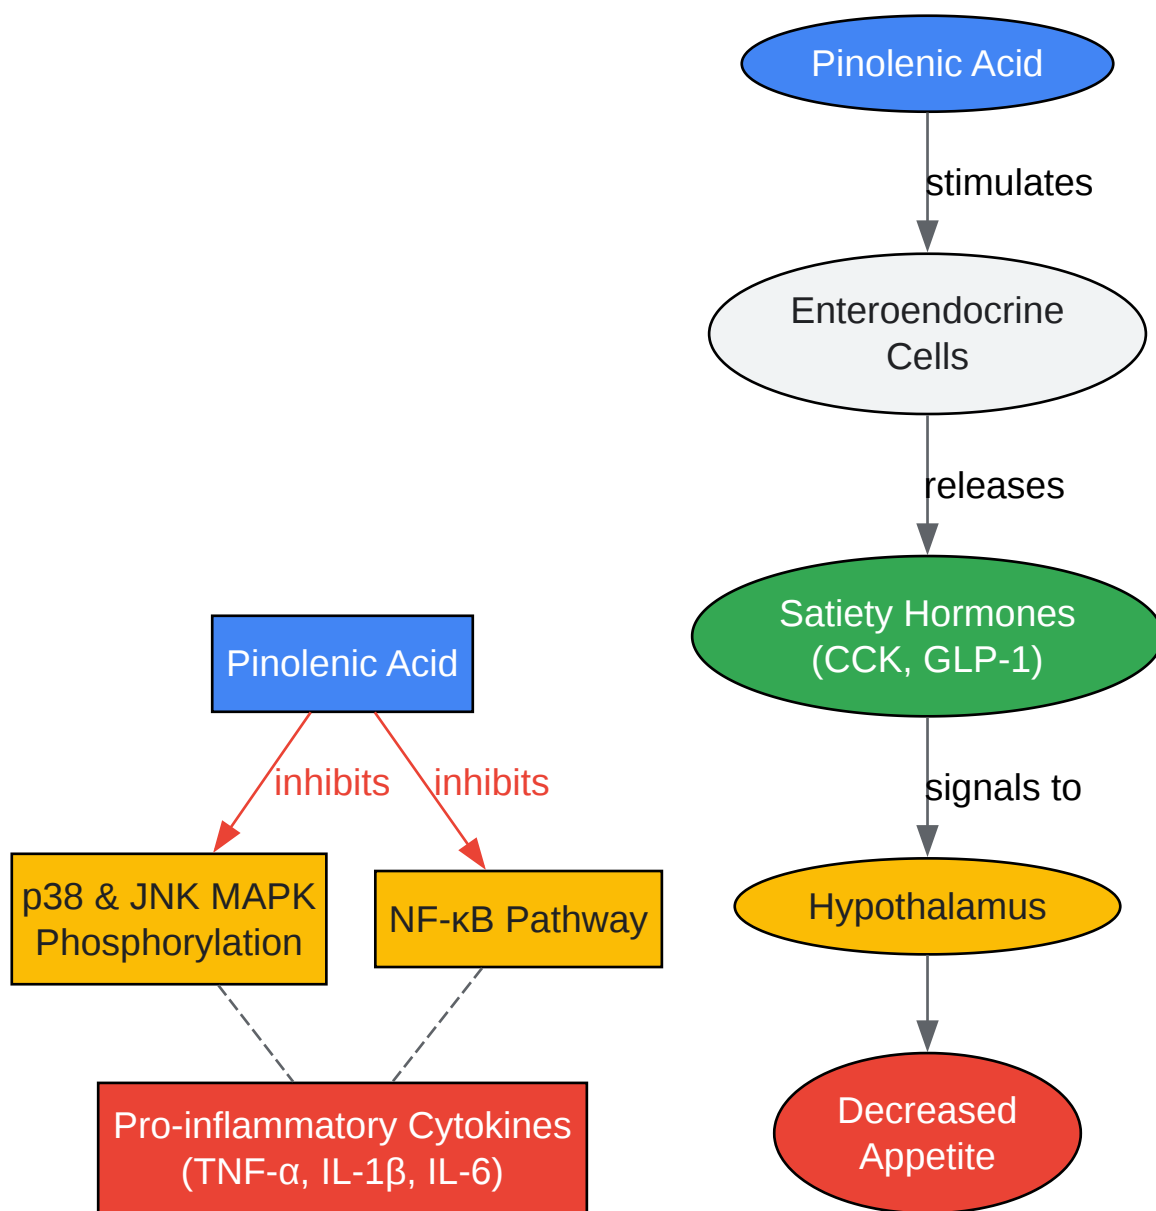 Pinolenic Acid
stimulates
Enteroendocrine
Cells
releases
Satiety Hormones
(CCK, GLP-1)
signals to
Hypothalamus
Decreased
Appetite
Pinolenic Acid
inhibits
inhibits
p38 & JNK MAPK
Phosphorylation
NF-κB Pathway
Pro-inflammatory Cytokines
(TNF-α, IL-1β, IL-6)